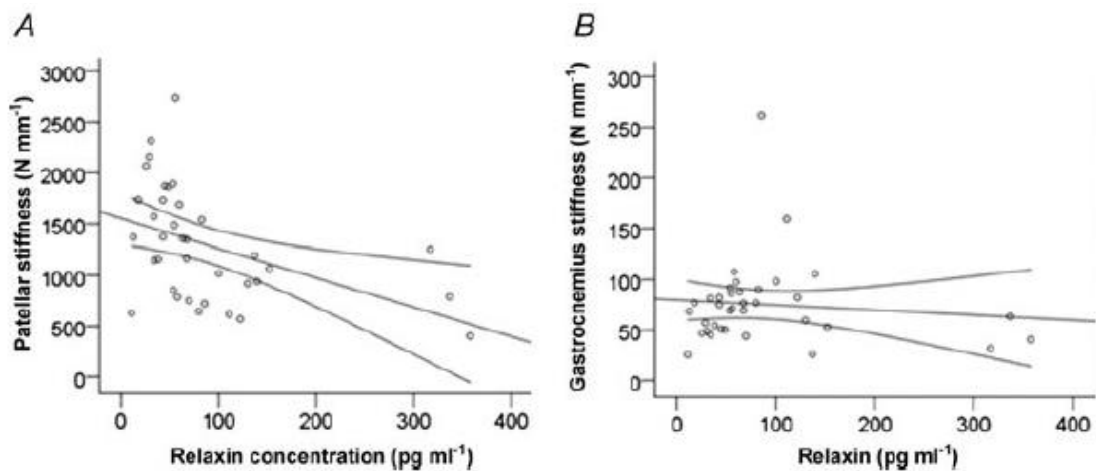 A
Patellar stiffness (N mm⁻¹)
3000
2500
2000
1500
1000
500
0
0 100 200 300 400
Relaxin concentration (pg ml⁻¹)
B
Gastrocnemius stiffness (N mm⁻¹)
300
250
200
150
100
50
0
0 100 200 300 400
Relaxin (pg ml⁻¹)